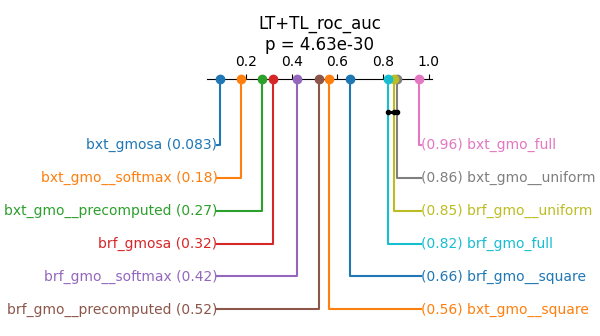 LT+TL_roc_auc
p = 4.63e-30
0.2 0.4 0.6 0.8 1.0
bxt_gmosa (0.083) (0.96) bxt_gmo_full
bxt_gmo__softmax (0.18) (0.86) bxt_gmo__uniform
bxt_gmo__precomputed (0.27) (0.85) brf_gmo__uniform
brf_gmosa (0.32) (0.82) brf_gmo_full
brf_gmo__softmax (0.42) (0.66) brf_gmo__square
brf_gmo__precomputed (0.52) (0.56) bxt_gmo__square